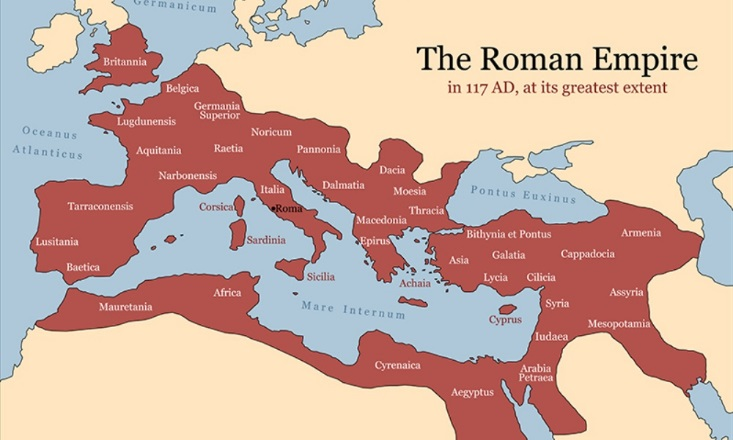 Germanicum
The Roman Empire
in 117 AD, at its greatest extent
Britannia
Belgica
Germania
Superior
Lugdunensis
Oceanus
Atlanticus
Noricum
Aquitania
Raetia
Pannonia
Dacia
Narbonensis
Italia
Dalmatia
Moesia
Pontus Euxinus
Tarraconensis
Corsica
Roma
Thracia
Macedonia
Lusitania
Sardinia
Epirus
Bithynia et Pontus
Armenia
Galatia
Cappadocia
Asia
Baetica
Sicilia
Achaia
Lycia
Cilicia
Africa
Assyria
Mauretania
Mare Internum
Syria
Cyprus
Mesopotamia
Iudaea
Cyrenaica
Arabia
Petraea
Aegyptus